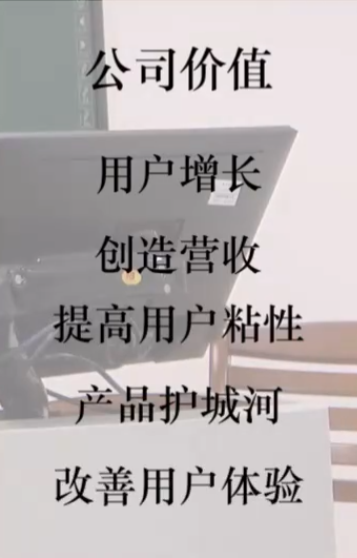 公司价值
用户增长
创造营收
提高用户粘性
产品护城河
改善用户体验